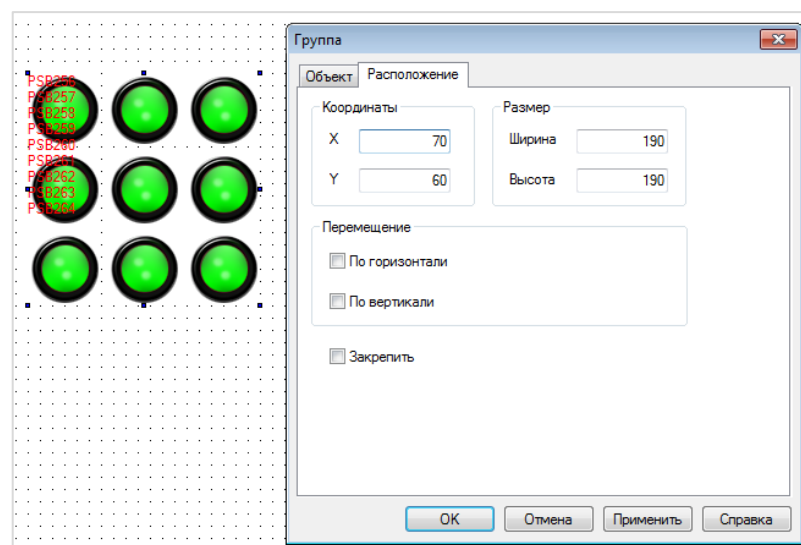 Группа
Объект Расположение
PSB256
PSB257
PSB258
PSB259
PSB260
PSB261
PSB262
PSB263
PSB264
Координаты Размер
X 70 Ширина 190
Y 60 Высота 190
Перемещение
По горизонтали
По вертикали
Закрепить
OK Отмена Применить Справка